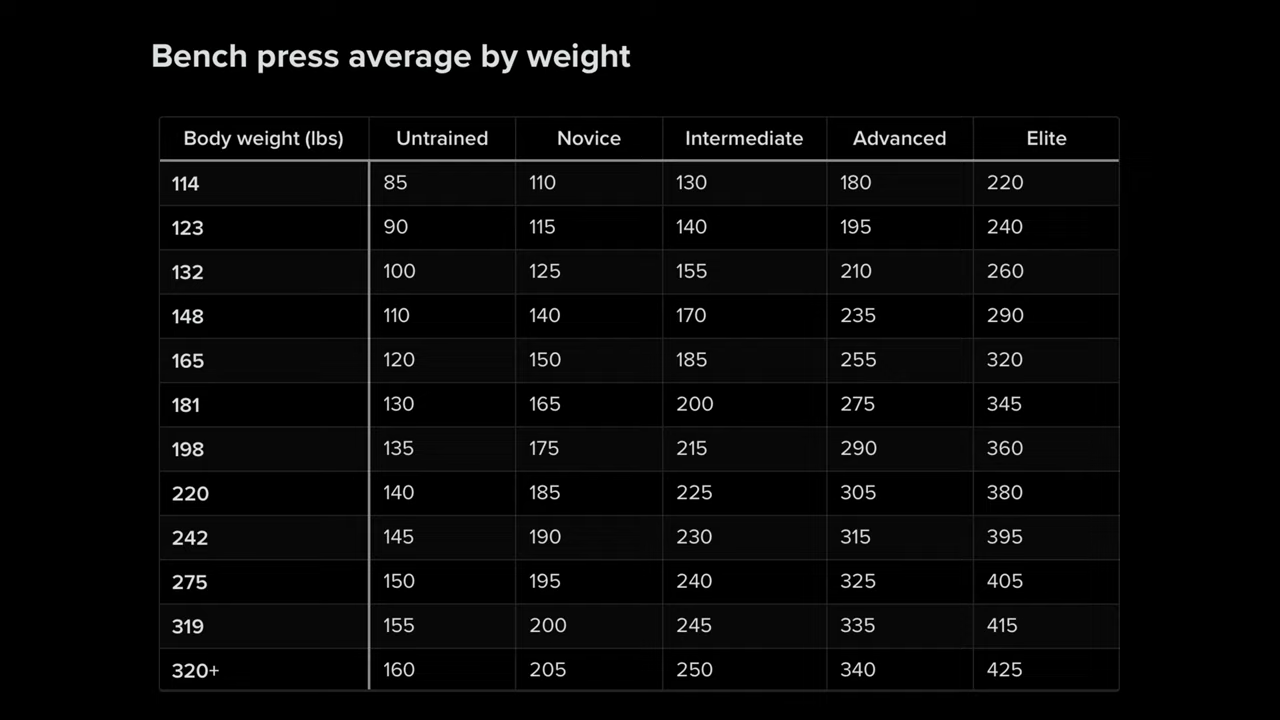 Bench press average by weight
Body weight (lbs) Untrained Novice Intermediate Advanced Elite
114 85 110 130 180 220
123 90 115 140 195 240
132 100 125 155 210 260
148 110 140 170 235 290
165 120 150 185 255 320
181 130 165 200 275 345
198 135 175 215 290 360
220 140 185 225 305 380
242 145 190 230 315 395
275 150 195 240 325 405
319 155 200 245 335 415
320+ 160 205 250 340 425